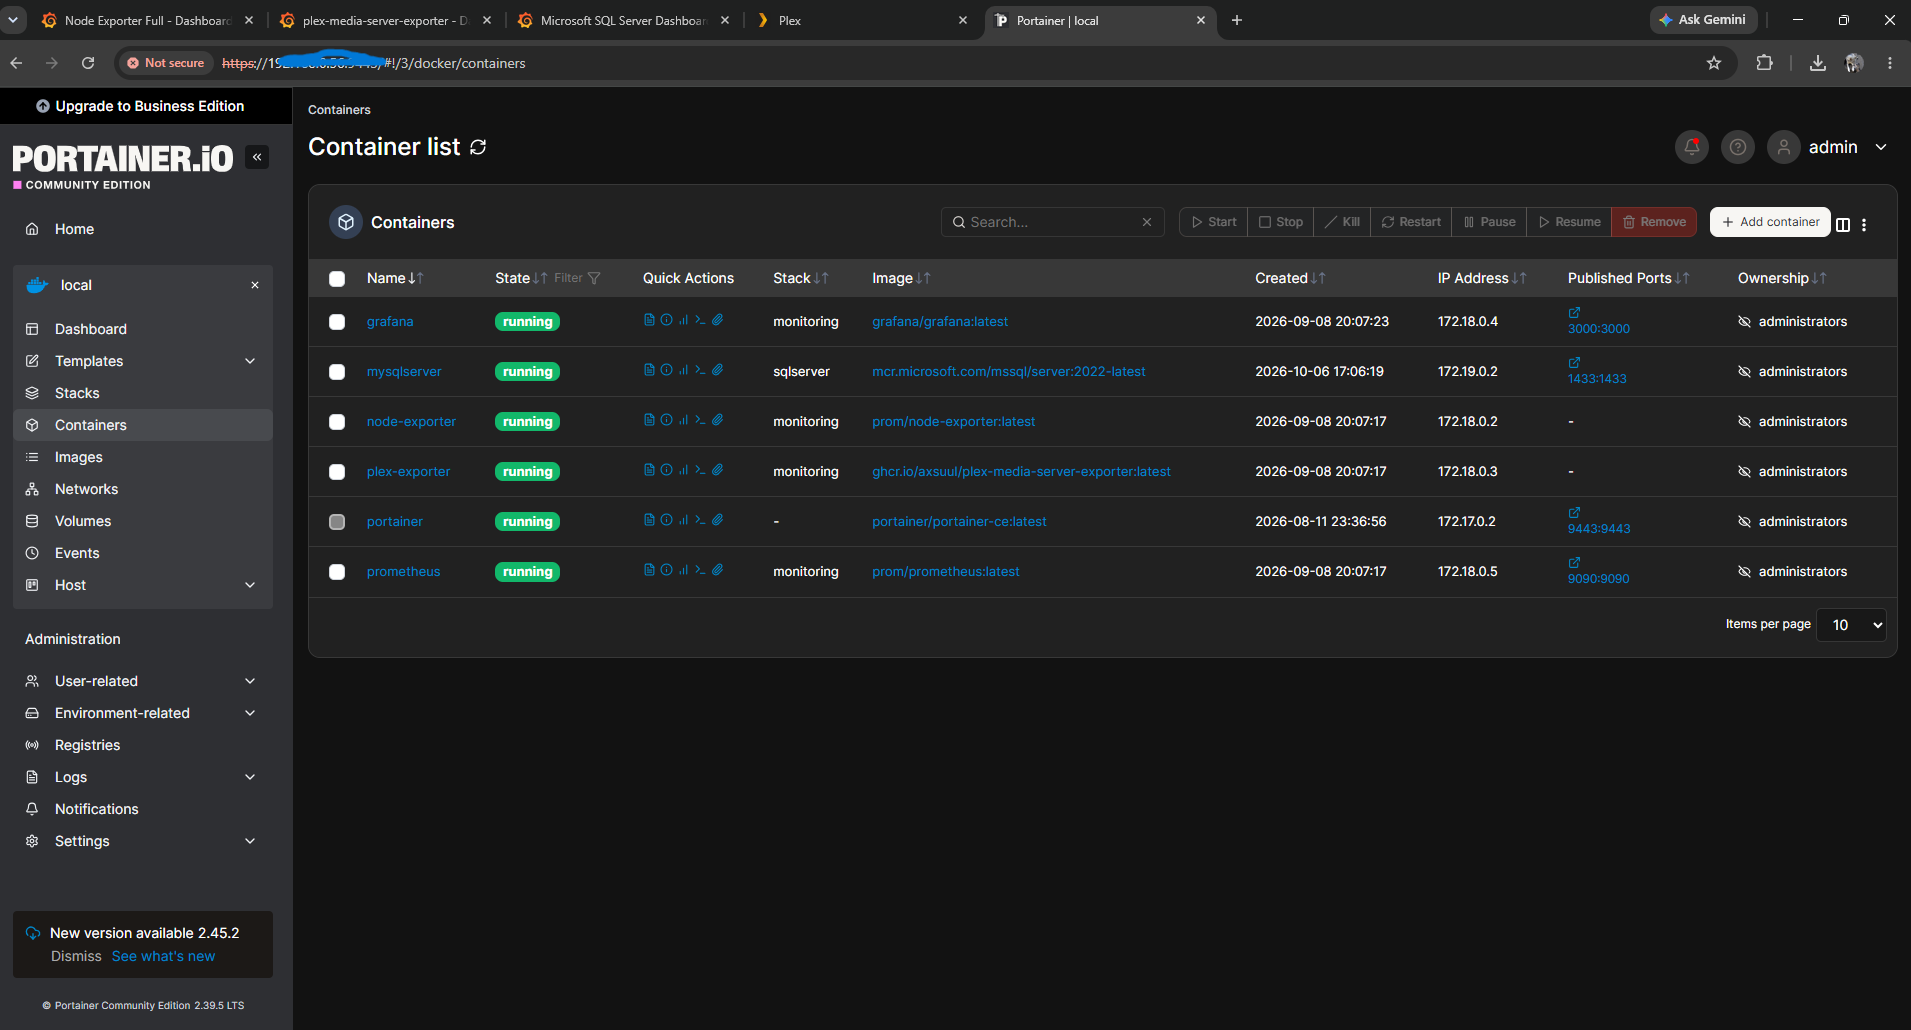 Node Exporter Full - Dashboard
plex-media-server-exporter - D
Microsoft SQL Server Dashboar
Plex
Portainer | local
Ask Gemini
Not secure
https://19 /#!/3/docker/containers
Upgrade to Business Edition
PORTAINER.iO
COMMUNITY EDITION
Home
local
Dashboard
Templates
Stacks
Containers
Images
Networks
Volumes
Events
Host
Administration
User-related
Environment-related
Registries
Logs
Notifications
Settings
New version available 2.45.2
Dismiss See what's new
© Portainer Community Edition 2.39.5 LTS
Containers
Container list
admin
Containers
Search...
Start Stop Kill Restart Pause Resume Remove
+ Add container
Name State Filter Quick Actions Stack Image Created IP Address Published Ports Ownership
grafana running monitoring grafana/grafana:latest 2026-09-08 20:07:23 172.18.0.4 3000:3000 administrators
mysqlserver running sqlserver mcr.microsoft.com/mssql/server:2022-latest 2026-10-06 17:06:19 172.19.0.2 1433:1433 administrators
node-exporter running monitoring prom/node-exporter:latest 2026-09-08 20:07:17 172.18.0.2 - administrators
plex-exporter running monitoring ghcr.io/axsuul/plex-media-server-exporter:latest 2026-09-08 20:07:17 172.18.0.3 - administrators
portainer running - portainer/portainer-ce:latest 2026-08-11 23:36:56 172.17.0.2 9443:9443 administrators
prometheus running monitoring prom/prometheus:latest 2026-09-08 20:07:17 172.18.0.5 9090:9090 administrators
Items per page 10